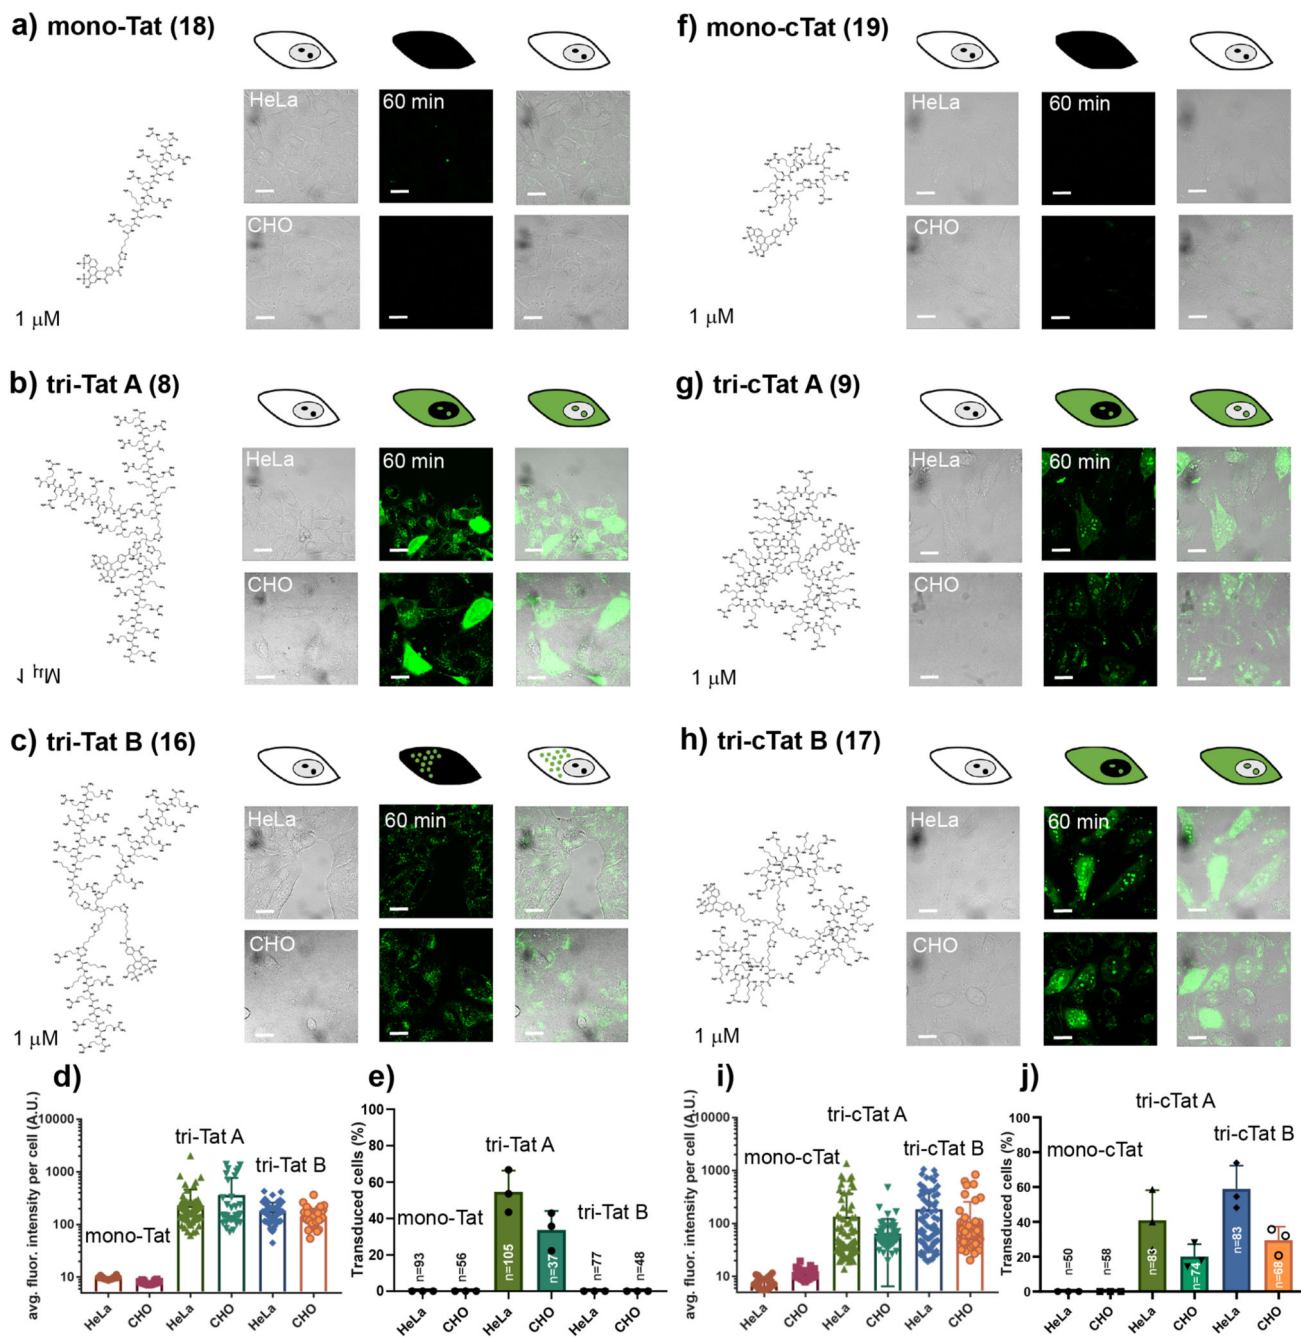 a) mono-Tat (18)
HeLa
60 min
CHO
1 μM
b) tri-Tat A (8)
HeLa
60 min
CHO
1 μM
c) tri-Tat B (16)
HeLa
60 min
CHO
1 μM
d)
avg. fluor. intensity per cell (A.U.)
10000
1000
100
10
mono-Tat
tri-Tat A
tri-Tat B
HeLa
CHO
HeLa
CHO
HeLa
CHO
e)
Transduced cells (%)
100
80
60
40
20
0
mono-Tat
tri-Tat A
tri-Tat B
n=93
n=56
n=105
n=37
n=77
n=48
HeLa
CHO
HeLa
CHO
HeLa
CHO
f) mono-cTat (19)
HeLa
60 min
CHO
1 μM
g) tri-cTat A (9)
HeLa
60 min
CHO
1 μM
h) tri-cTat B (17)
HeLa
60 min
CHO
1 μM
i)
avg. fluor. intensity per cell (A.U.)
10000
1000
100
10
mono-cTat
tri-cTat A
tri-cTat B
HeLa
CHO
HeLa
CHO
HeLa
CHO
j)
Transduced cells (%)
100
80
60
40
20
0
mono-cTat
tri-cTat A
tri-cTat B
n=50
n=58
n=83
n=74
n=83
n=68
HeLa
CHO
HeLa
CHO
HeLa
CHO